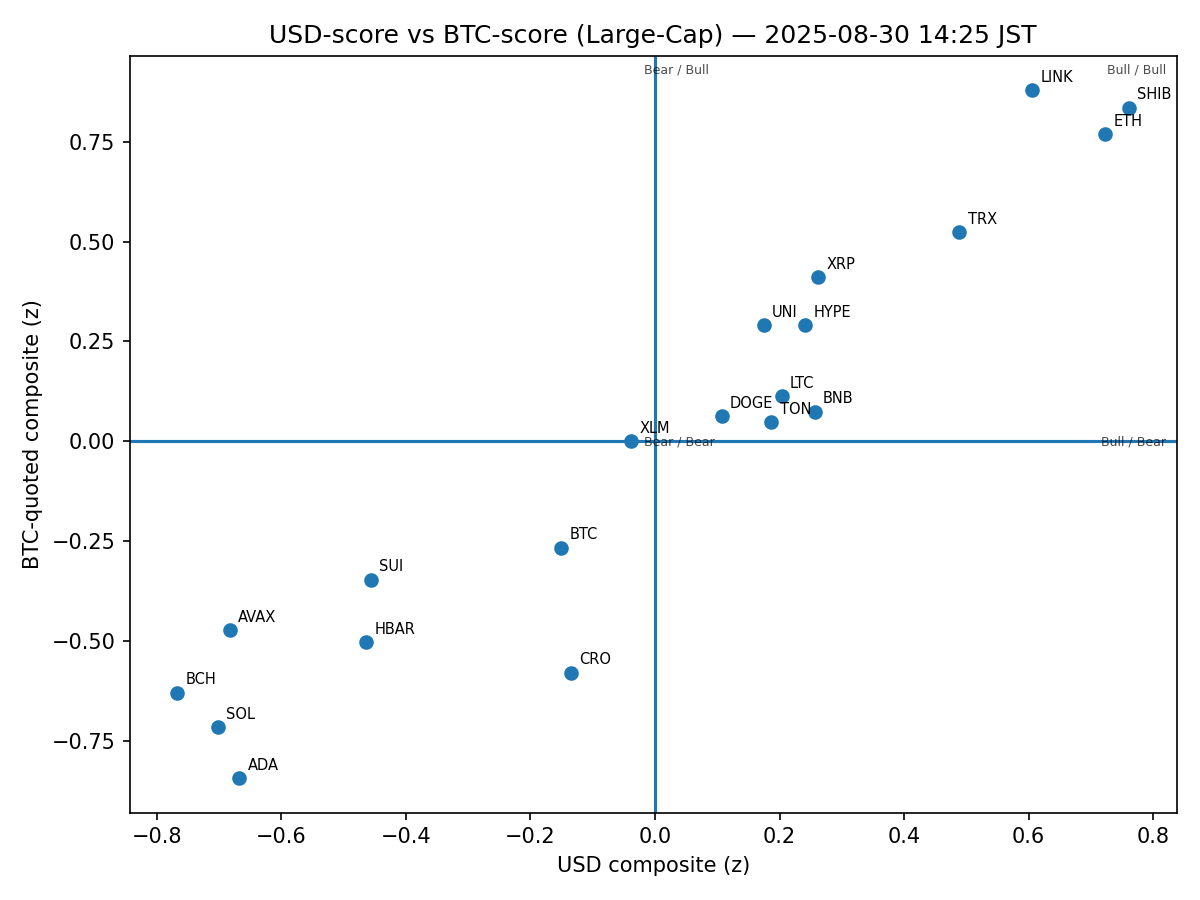 USD-score vs BTC-score (Large-Cap) — 2025-08-30 14:25 JST
Bear / Bull
Bull / Bull
LINK
SHIB
ETH
TRX
XRP
UNI
HYPE
LTC
BNB
DOGE
TON
XLM
Bear / Bear
Bull / Bear
BTC
SUI
AVAX
HBAR
CRO
BCH
SOL
ADA
0.75
0.50
0.25
0.00
−0.25
−0.50
−0.75
BTC-quoted composite (z)
−0.8
−0.6
−0.4
−0.2
0.0
0.2
0.4
0.6
0.8
USD composite (z)